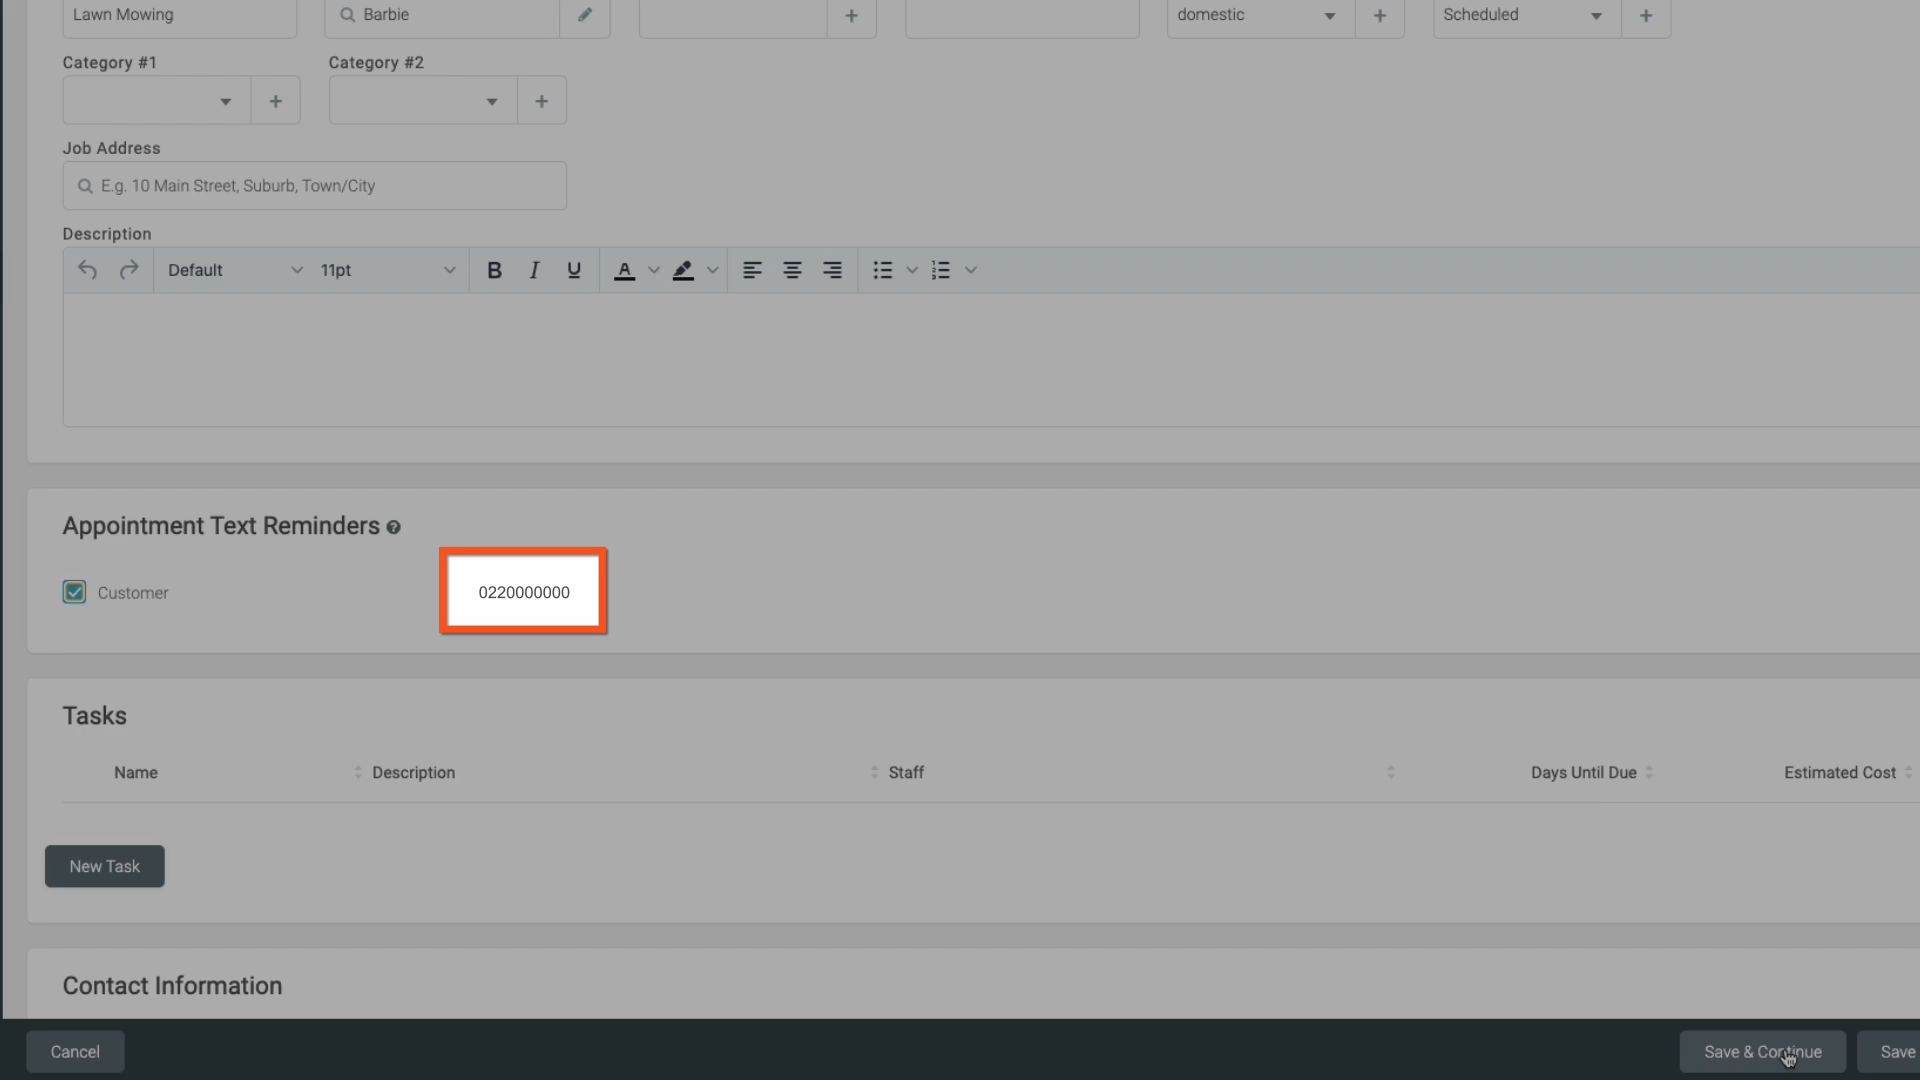 Lawn Mowing Barbie domestic Scheduled
Category #1 Category #2
Job Address
E.g. 10 Main Street, Suburb, Town/City
Description
Default 11pt B I U A
Appointment Text Reminders
Customer 0220000000
Tasks
Name Description Staff Days Until Due Estimated Cost
New Task
Contact Information
Cancel Save & Continue Save